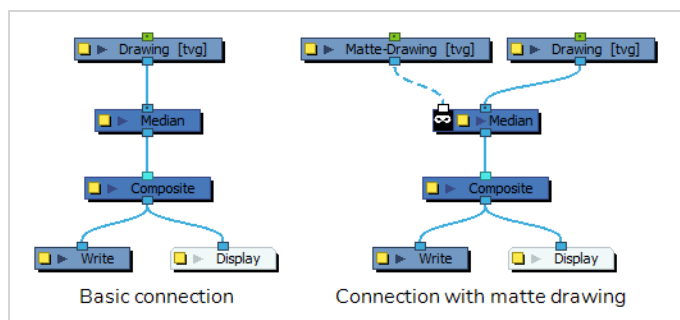 Drawing [tvg]
Median
Composite
Write
Display
Basic connection
Matte-Drawing [tvg]
Drawing [tvg]
Median
Composite
Write
Display
Connection with matte drawing